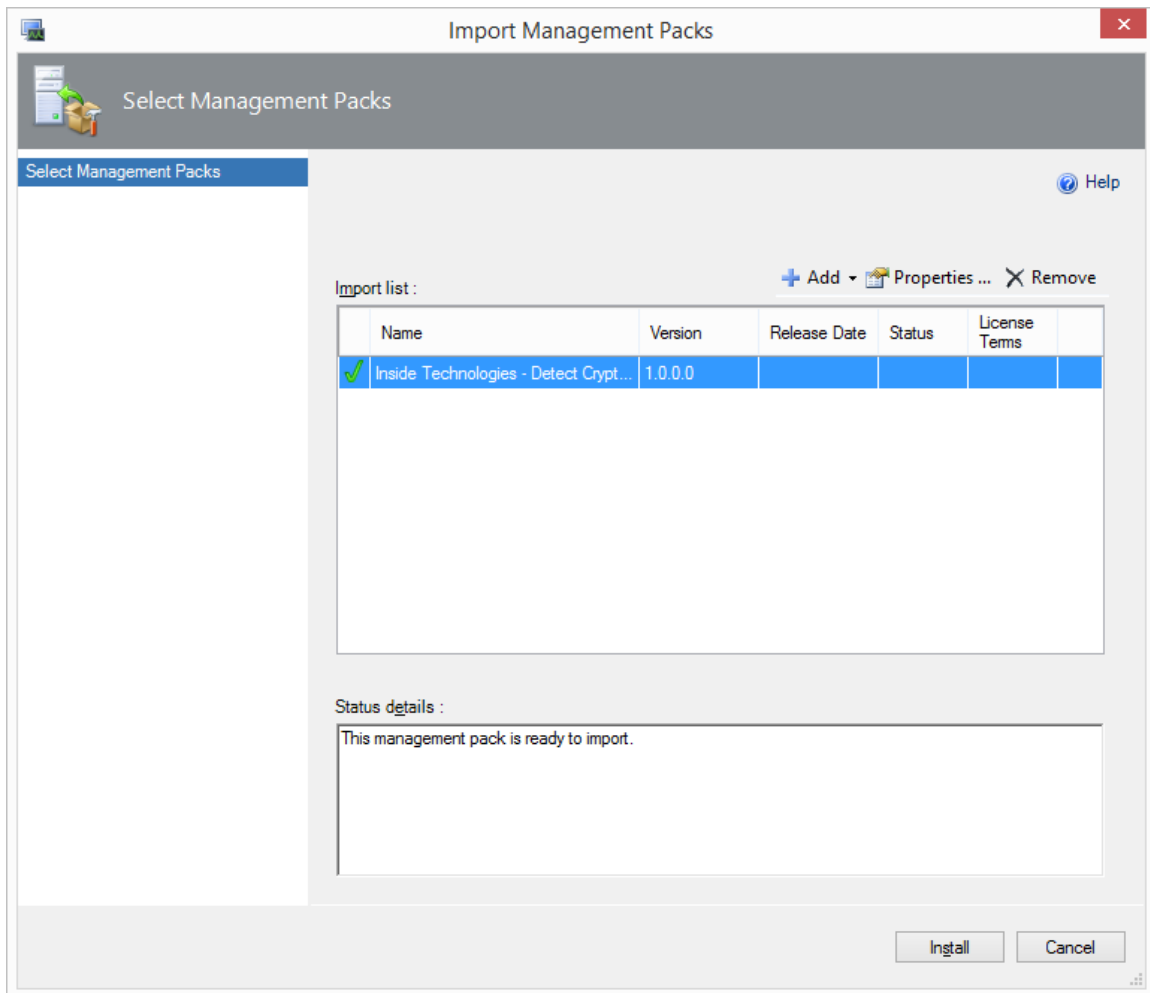 Import Management Packs
Select Management Packs
Select Management Packs
Help
Import list :
Add
Properties ...
Remove
Name
Version
Release Date
Status
License
Terms
Inside Technologies - Detect Crypt...
1.0.0.0
Status details :
This management pack is ready to import.
Install
Cancel